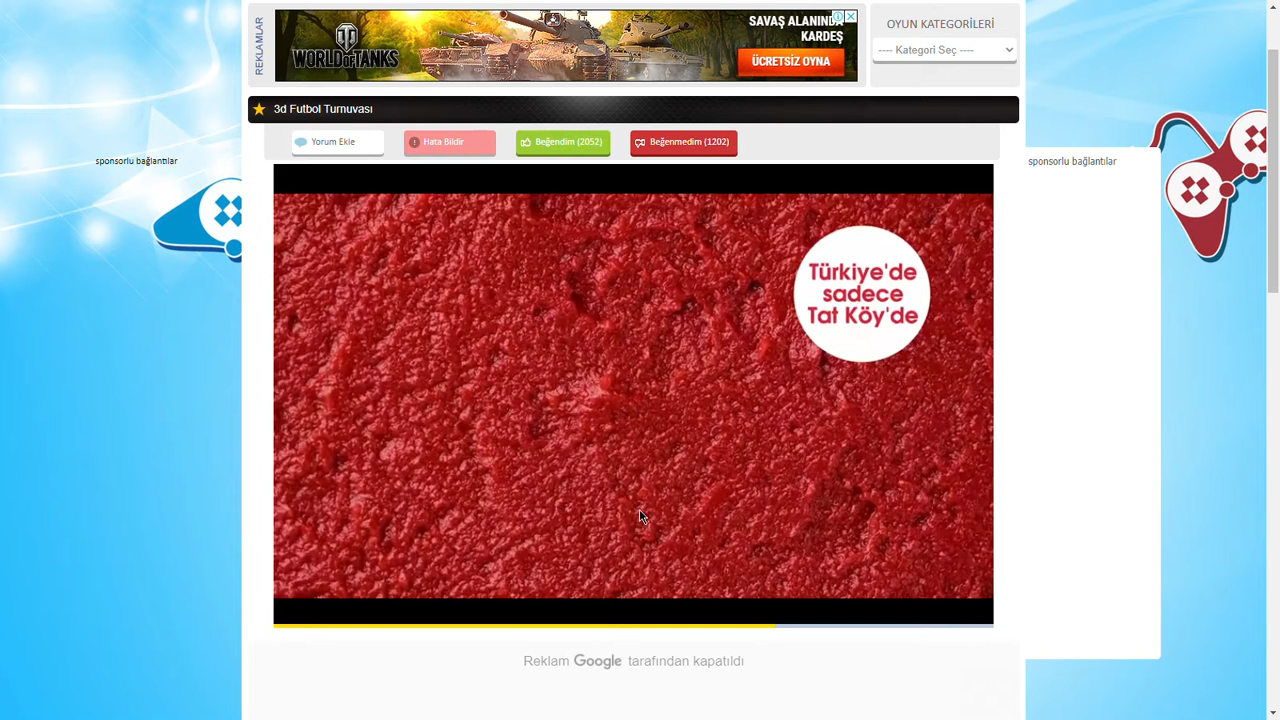 REKLAMLAR
WORLD OF TANKS
SAVAŞ ALANINDA
KARDEŞ
ÜCRETSİZ OYNA
OYUN KATEGORİLERİ
---- Kategori Seç ----
3d Futbol Turnuvası
Yorum Ekle
Hata Bildir
Beğendim (2052)
Beğenmedim (1202)
sponsorlu bağlantılar
sponsorlu bağlantılar
Türkiye'de
sadece
Tat Köy'de
Reklam Google tarafından kapatıldı